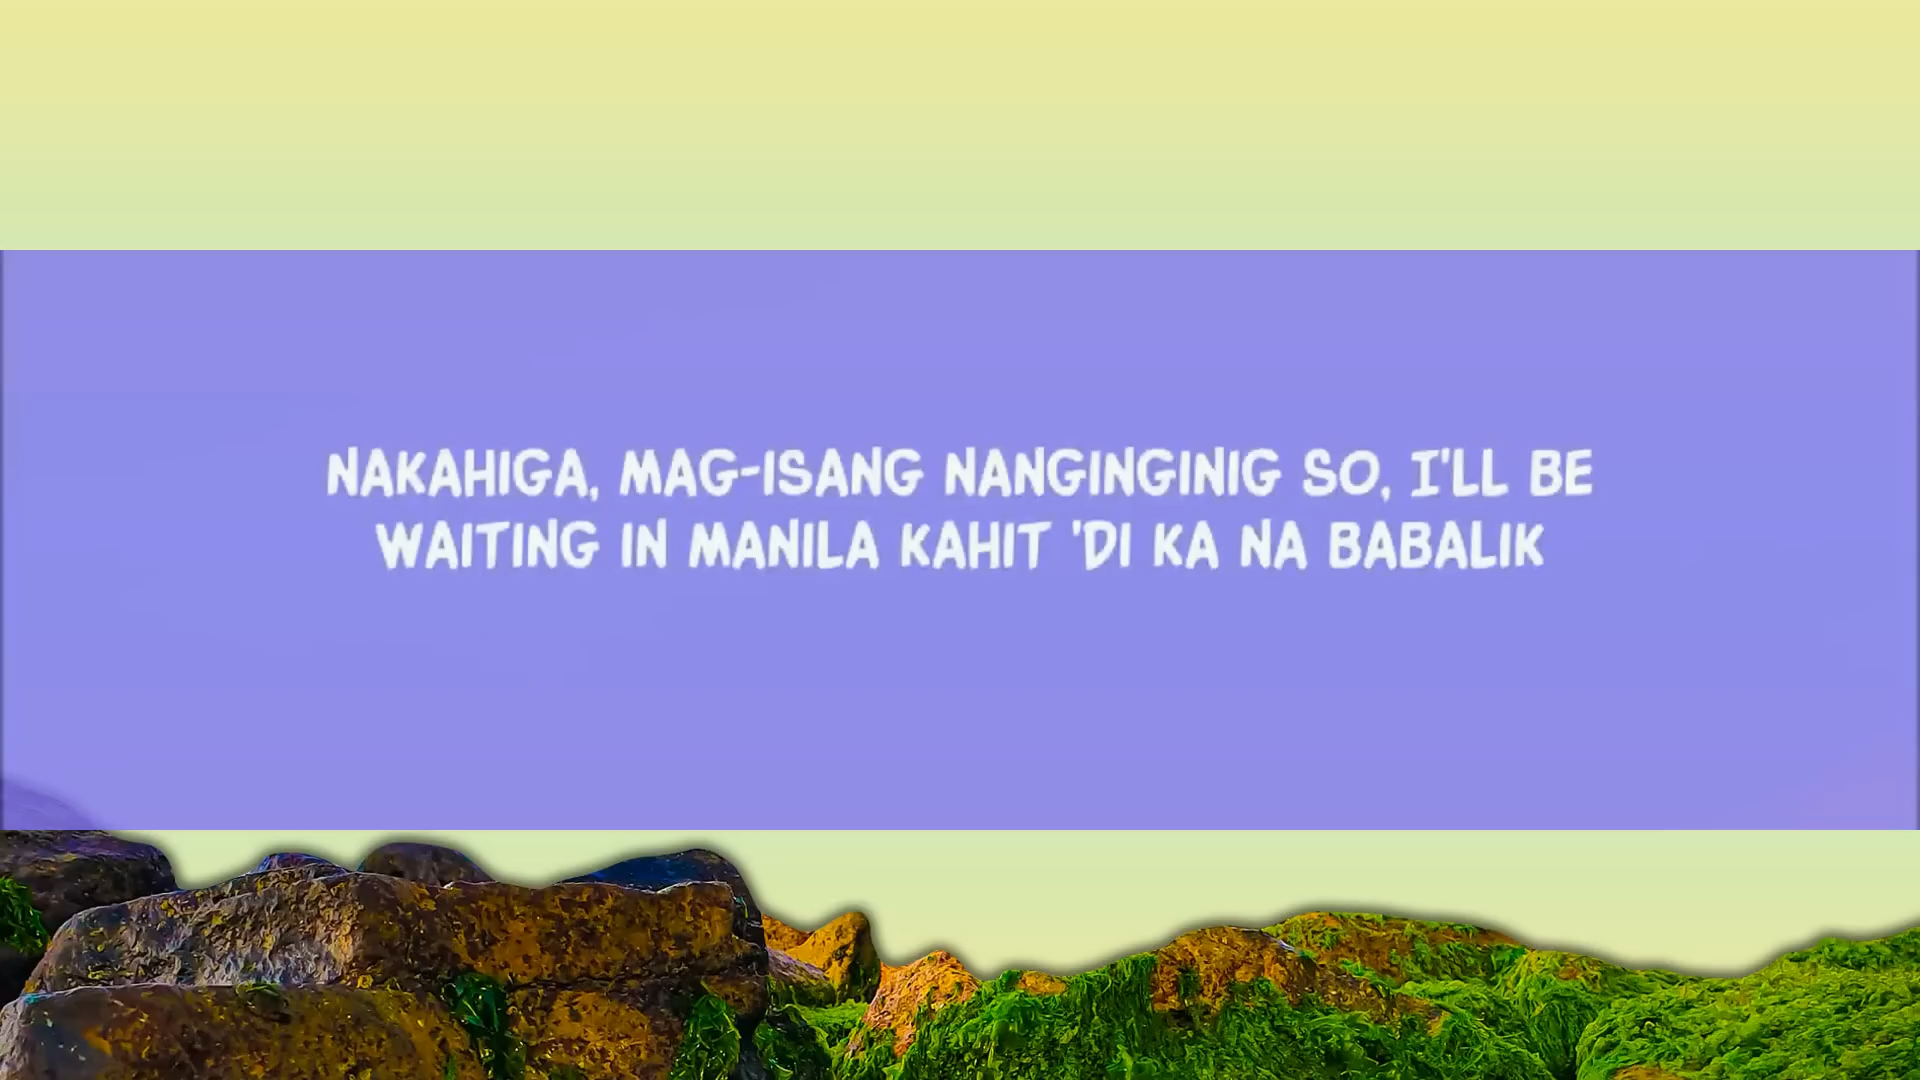 NAKAHIGA, MAG-ISANG NANGINGINIG SO, I'LL BE
WAITING IN MANILA KAHIT 'DI KA NA BABALIK